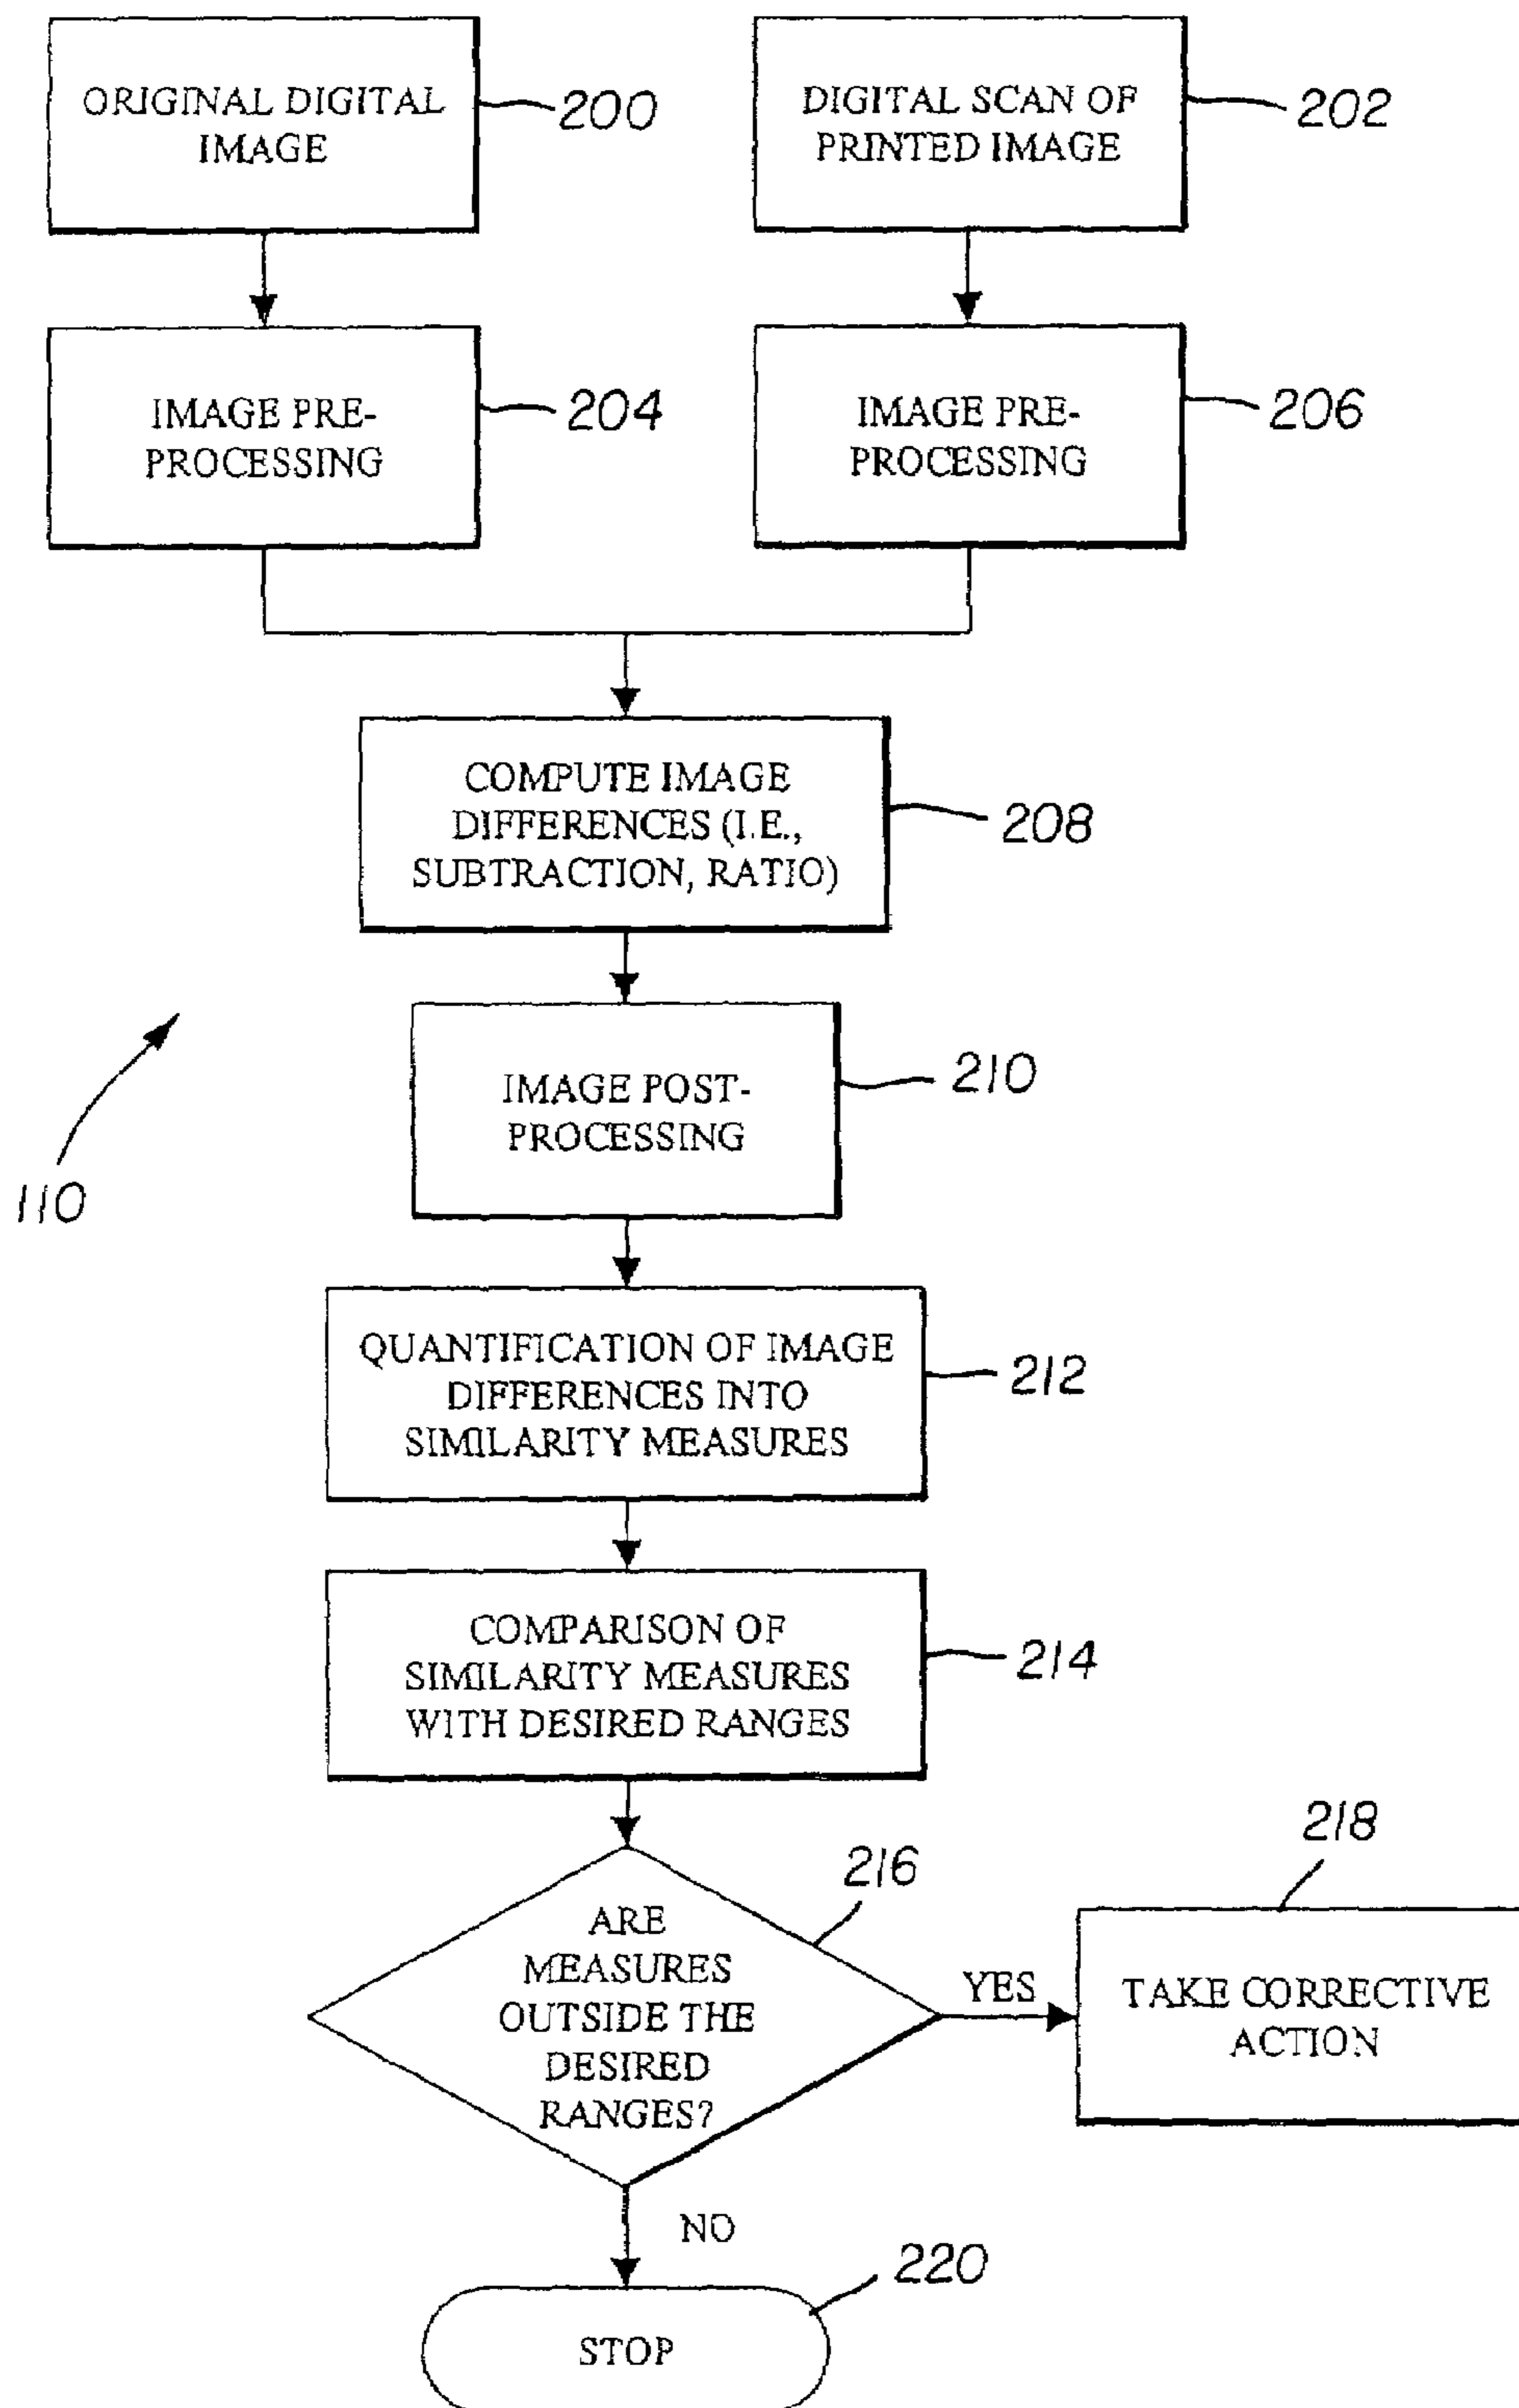 ORIGINAL DIGITAL
IMAGE
200
DIGITAL SCAN OF
PRINTED IMAGE
202
IMAGE PRE-
PROCESSING
204
IMAGE PRE-
PROCESSING
206
COMPUTE IMAGE
DIFFERENCES (I.E.,
SUBTRACTION, RATIO)
208
IMAGE POST-
PROCESSING
210
110
QUANTIFICATION OF IMAGE
DIFFERENCES INTO
SIMILARITY MEASURES
212
COMPARISON OF
SIMILARITY MEASURES
WITH DESIRED RANGES
214
ARE
MEASURES
OUTSIDE THE
DESIRED
RANGES?
216
YES
218
TAKE CORRECTIVE
ACTION
NO
220
STOP